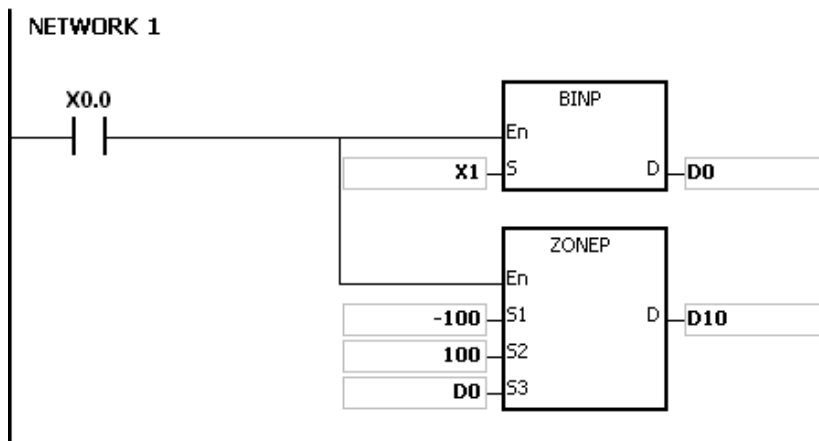 NETWORK 1
X0.0
BINP
En
X1 S D D0
ZONEP
En
-100 S1 D D10
100 S2
D0 S3